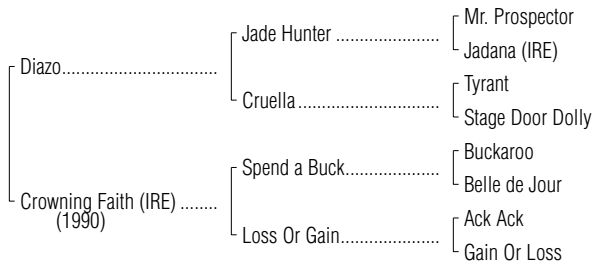 Mr. Prospector
Jade Hunter ..................
Jadana (IRE)
Diazo................................
Tyrant
Cruella .............................
Stage Door Dolly
Buckaroo
Spend a Buck...................
Belle de Jour
Crowning Faith (IRE) ........
(1990)
Ack Ack
Loss Or Gain....................
Gain Or Loss